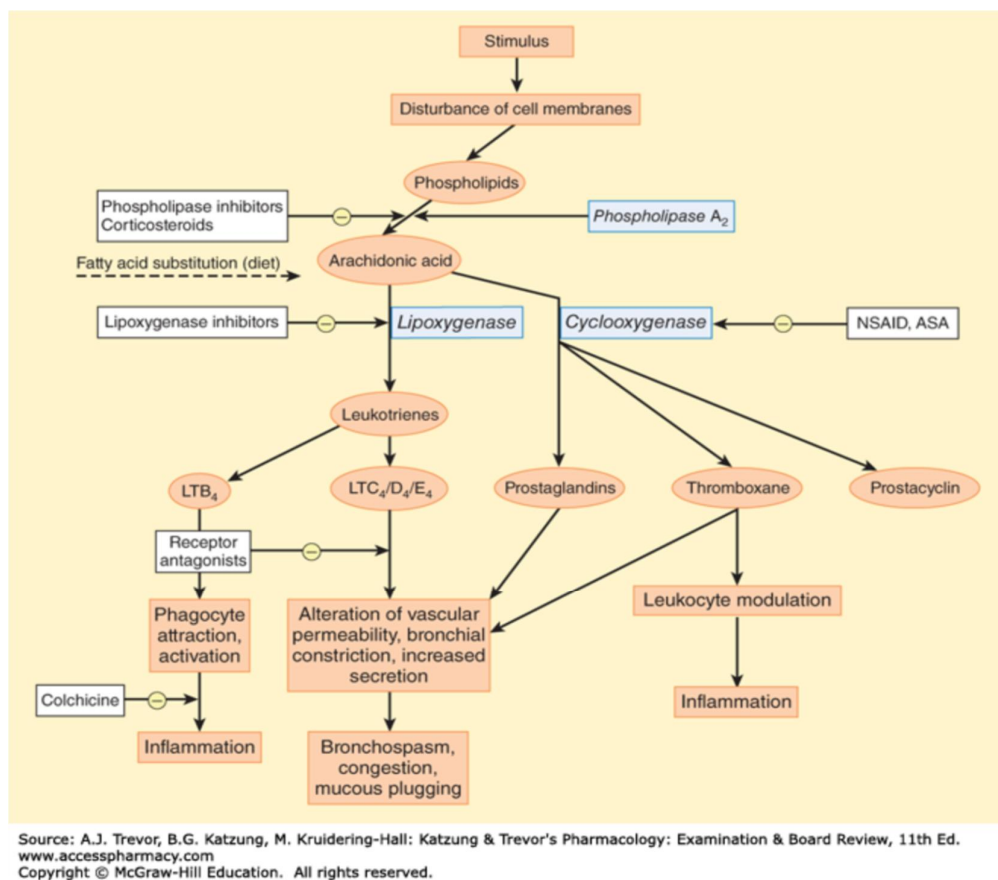 Stimulus
Disturbance of cell membranes
Phospholipids
Phospholipase inhibitors
Corticosteroids
Phospholipase A₂
Fatty acid substitution (diet)
Arachidonic acid
Lipoxygenase inhibitors
Lipoxygenase
Cyclooxygenase
NSAID, ASA
Leukotrienes
LTB₄
LTC₄/D₄/E₄
Prostaglandins
Thromboxane
Prostacyclin
Receptor
antagonists
Phagocyte
attraction,
activation
Alteration of vascular
permeability, bronchial
constriction, increased
secretion
Leukocyte modulation
Colchicine
Inflammation
Bronchospasm,
congestion,
mucous plugging
Inflammation
Source: A.J. Trevor, B.G. Katzung, M. Kruidering-Hall: Katzung & Trevor's Pharmacology: Examination & Board Review, 11th Ed.
www.accesspharmacy.com
Copyright © McGraw-Hill Education. All rights reserved.